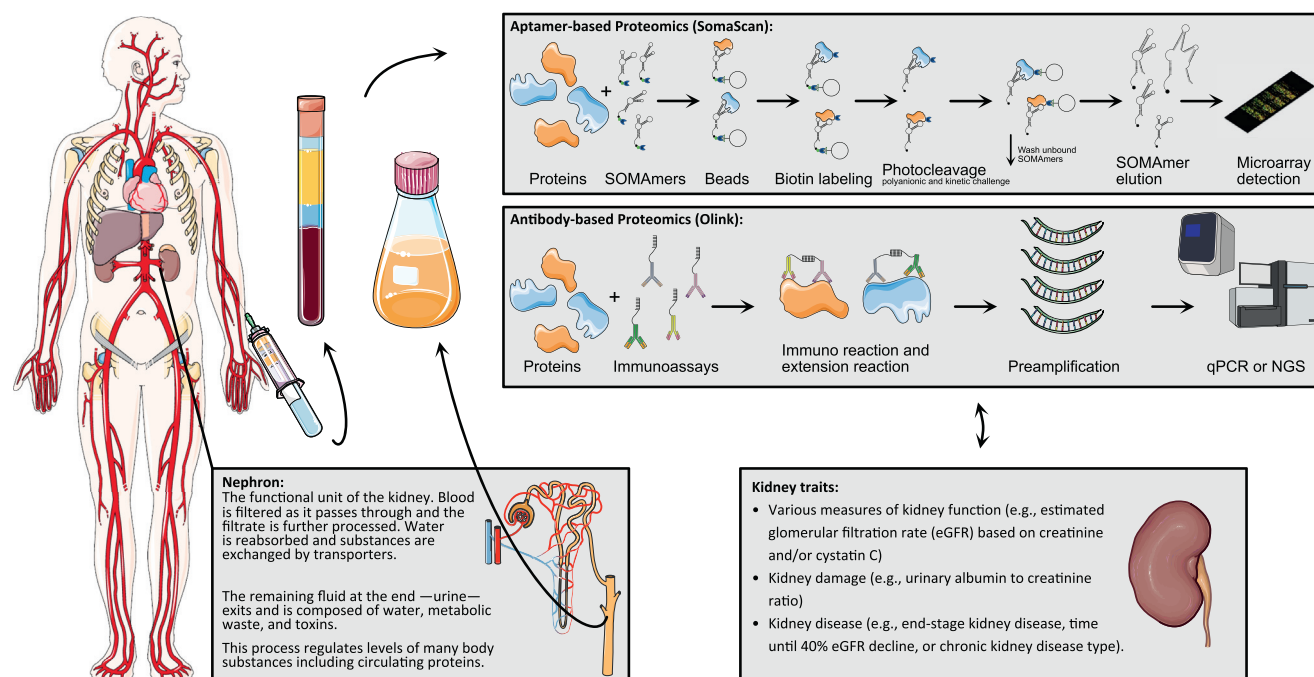 Aptamer-based Proteomics (SomaScan):
+
Wash unbound
SOMAmers
Proteins
SOMAmers
Beads
Biotin labeling
Photocleavage
polyanionic and kinetic challenge
SOMAmer
elution
Microarray
detection
Antibody-based Proteomics (Olink):
+
Proteins
Immunoassays
Immuno reaction and
extension reaction
Preamplification
qPCR or NGS
Nephron:
The functional unit of the kidney. Blood
is filtered as it passes through and the
filtrate is further processed. Water
is reabsorbed and substances are
exchanged by transporters.
The remaining fluid at the end —urine—
exits and is composed of water, metabolic
waste, and toxins.
This process regulates levels of many body
substances including circulating proteins.
Kidney traits:
• Various measures of kidney function (e.g., estimated
glomerular filtration rate (eGFR) based on creatinine
and/or cystatin C)
• Kidney damage (e.g., urinary albumin to creatinine
ratio)
• Kidney disease (e.g., end-stage kidney disease, time
until 40% eGFR decline, or chronic kidney disease type).